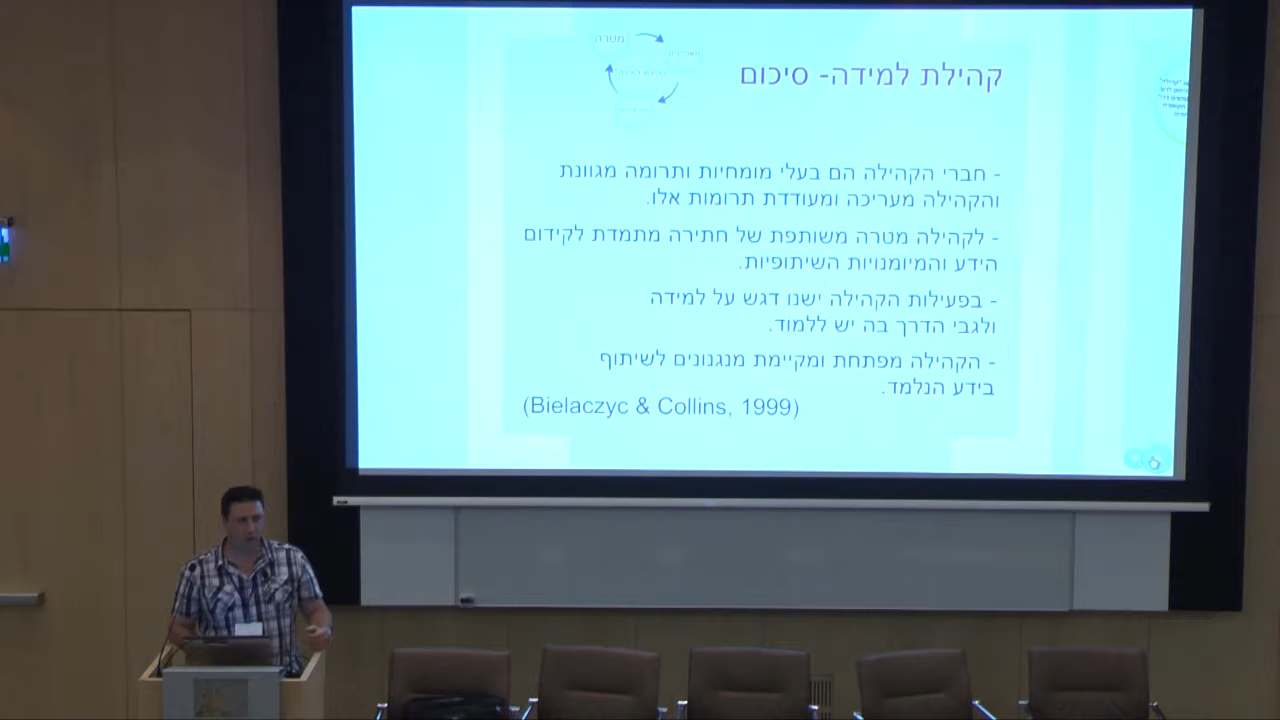 קהילת למידה- סיכום
מטרה
- חברי הקהילה הם בעלי מומחיות ותרומה מגוונת
והקהילה מעריכה ומעודדת תרומות אלו.
- לקהילה מטרה משותפת של חתירה מתמדת לקידום
הידע והמיומנויות השיתופיות.
- בפעילות הקהילה ישנו דגש על למידה
ולגבי הדרך בה יש ללמוד.
- הקהילה מפתחת ומקיימת מנגנונים לשיתוף
בידע הנלמד.
(Bielaczyc & Collins, 1999)